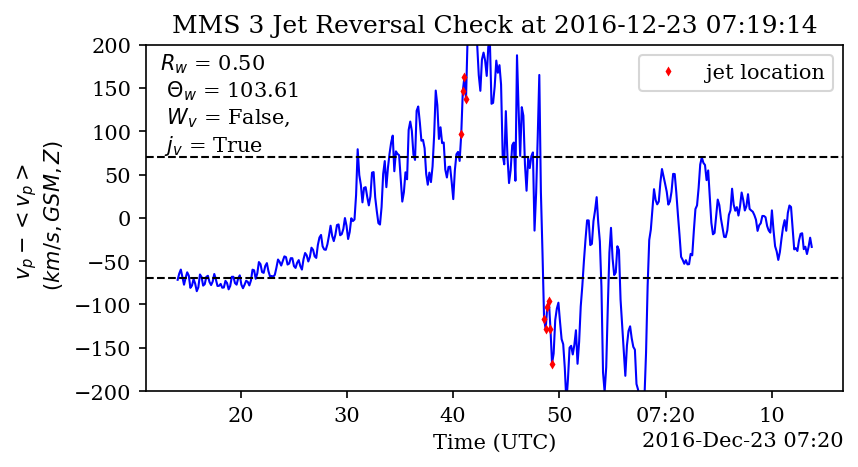 MMS 3 Jet Reversal Check at 2016-12-23 07:19:14
R_w = 0.50
Θ_w = 103.61
W_v = False,
j_v = True
jet location
v_p − < v_p >
(km/s, GSM, Z)
200
150
100
50
0
−50
−100
−150
−200
20 30 40 50 07:20 10
Time (UTC)
2016-Dec-23 07:20